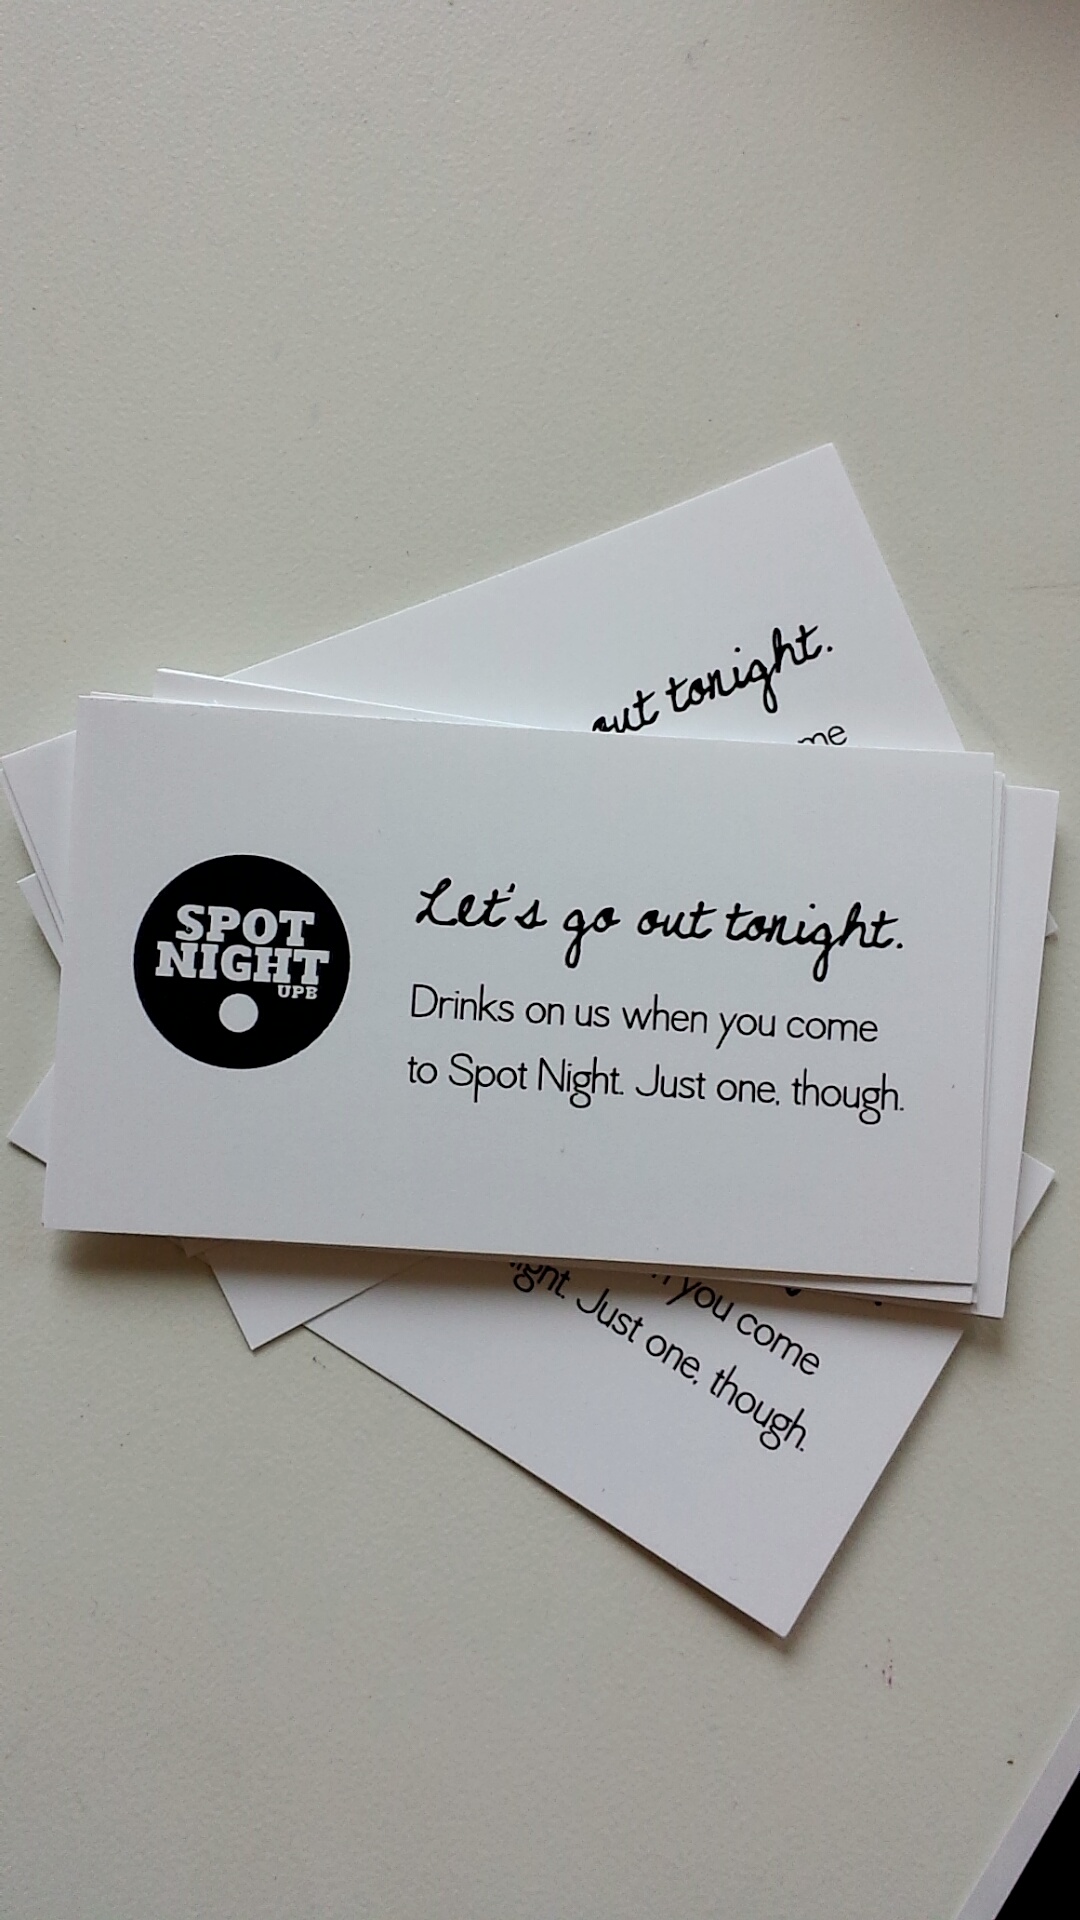 out tonight.
me
SPOT
NIGHT
UPB
Let's go out tonight.
Drinks on us when you come
to Spot Night. Just one, though.
you come
Just one, though.